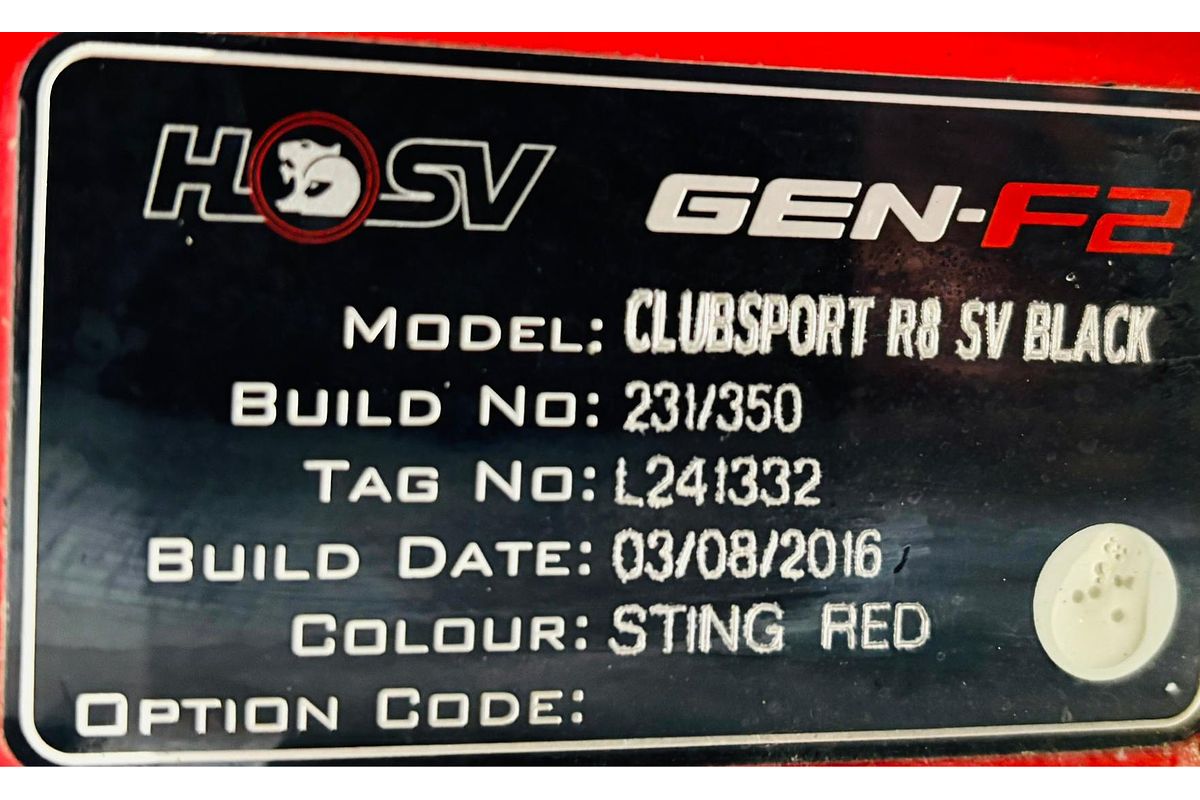 HSV GEN-F2
MODEL: CLUBSPORT R8 SV BLACK
BUILD NO: 231/350
TAG NO: L241332
BUILD DATE: 03/08/2016
COLOUR: STING RED
OPTION CODE: